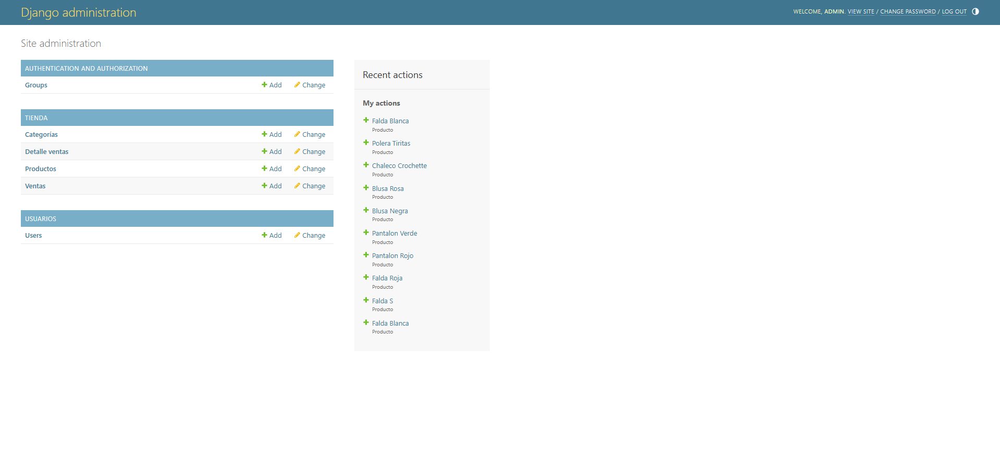 Django administration
WELCOME, ADMIN. VIEW SITE / CHANGE PASSWORD / LOG OUT
Site administration
AUTHENTICATION AND AUTHORIZATION
Groups Add Change
TIENDA
Categorías Add Change
Detalle ventas Add Change
Productos Add Change
Ventas Add Change
USUARIOS
Users Add Change
Recent actions
My actions
Falda Blanca
Producto
Polera Tiritas
Producto
Chaleco Crochette
Producto
Blusa Rosa
Producto
Blusa Negra
Producto
Pantalon Verde
Producto
Pantalon Rojo
Producto
Falda Roja
Producto
Falda S
Producto
Falda Blanca
Producto